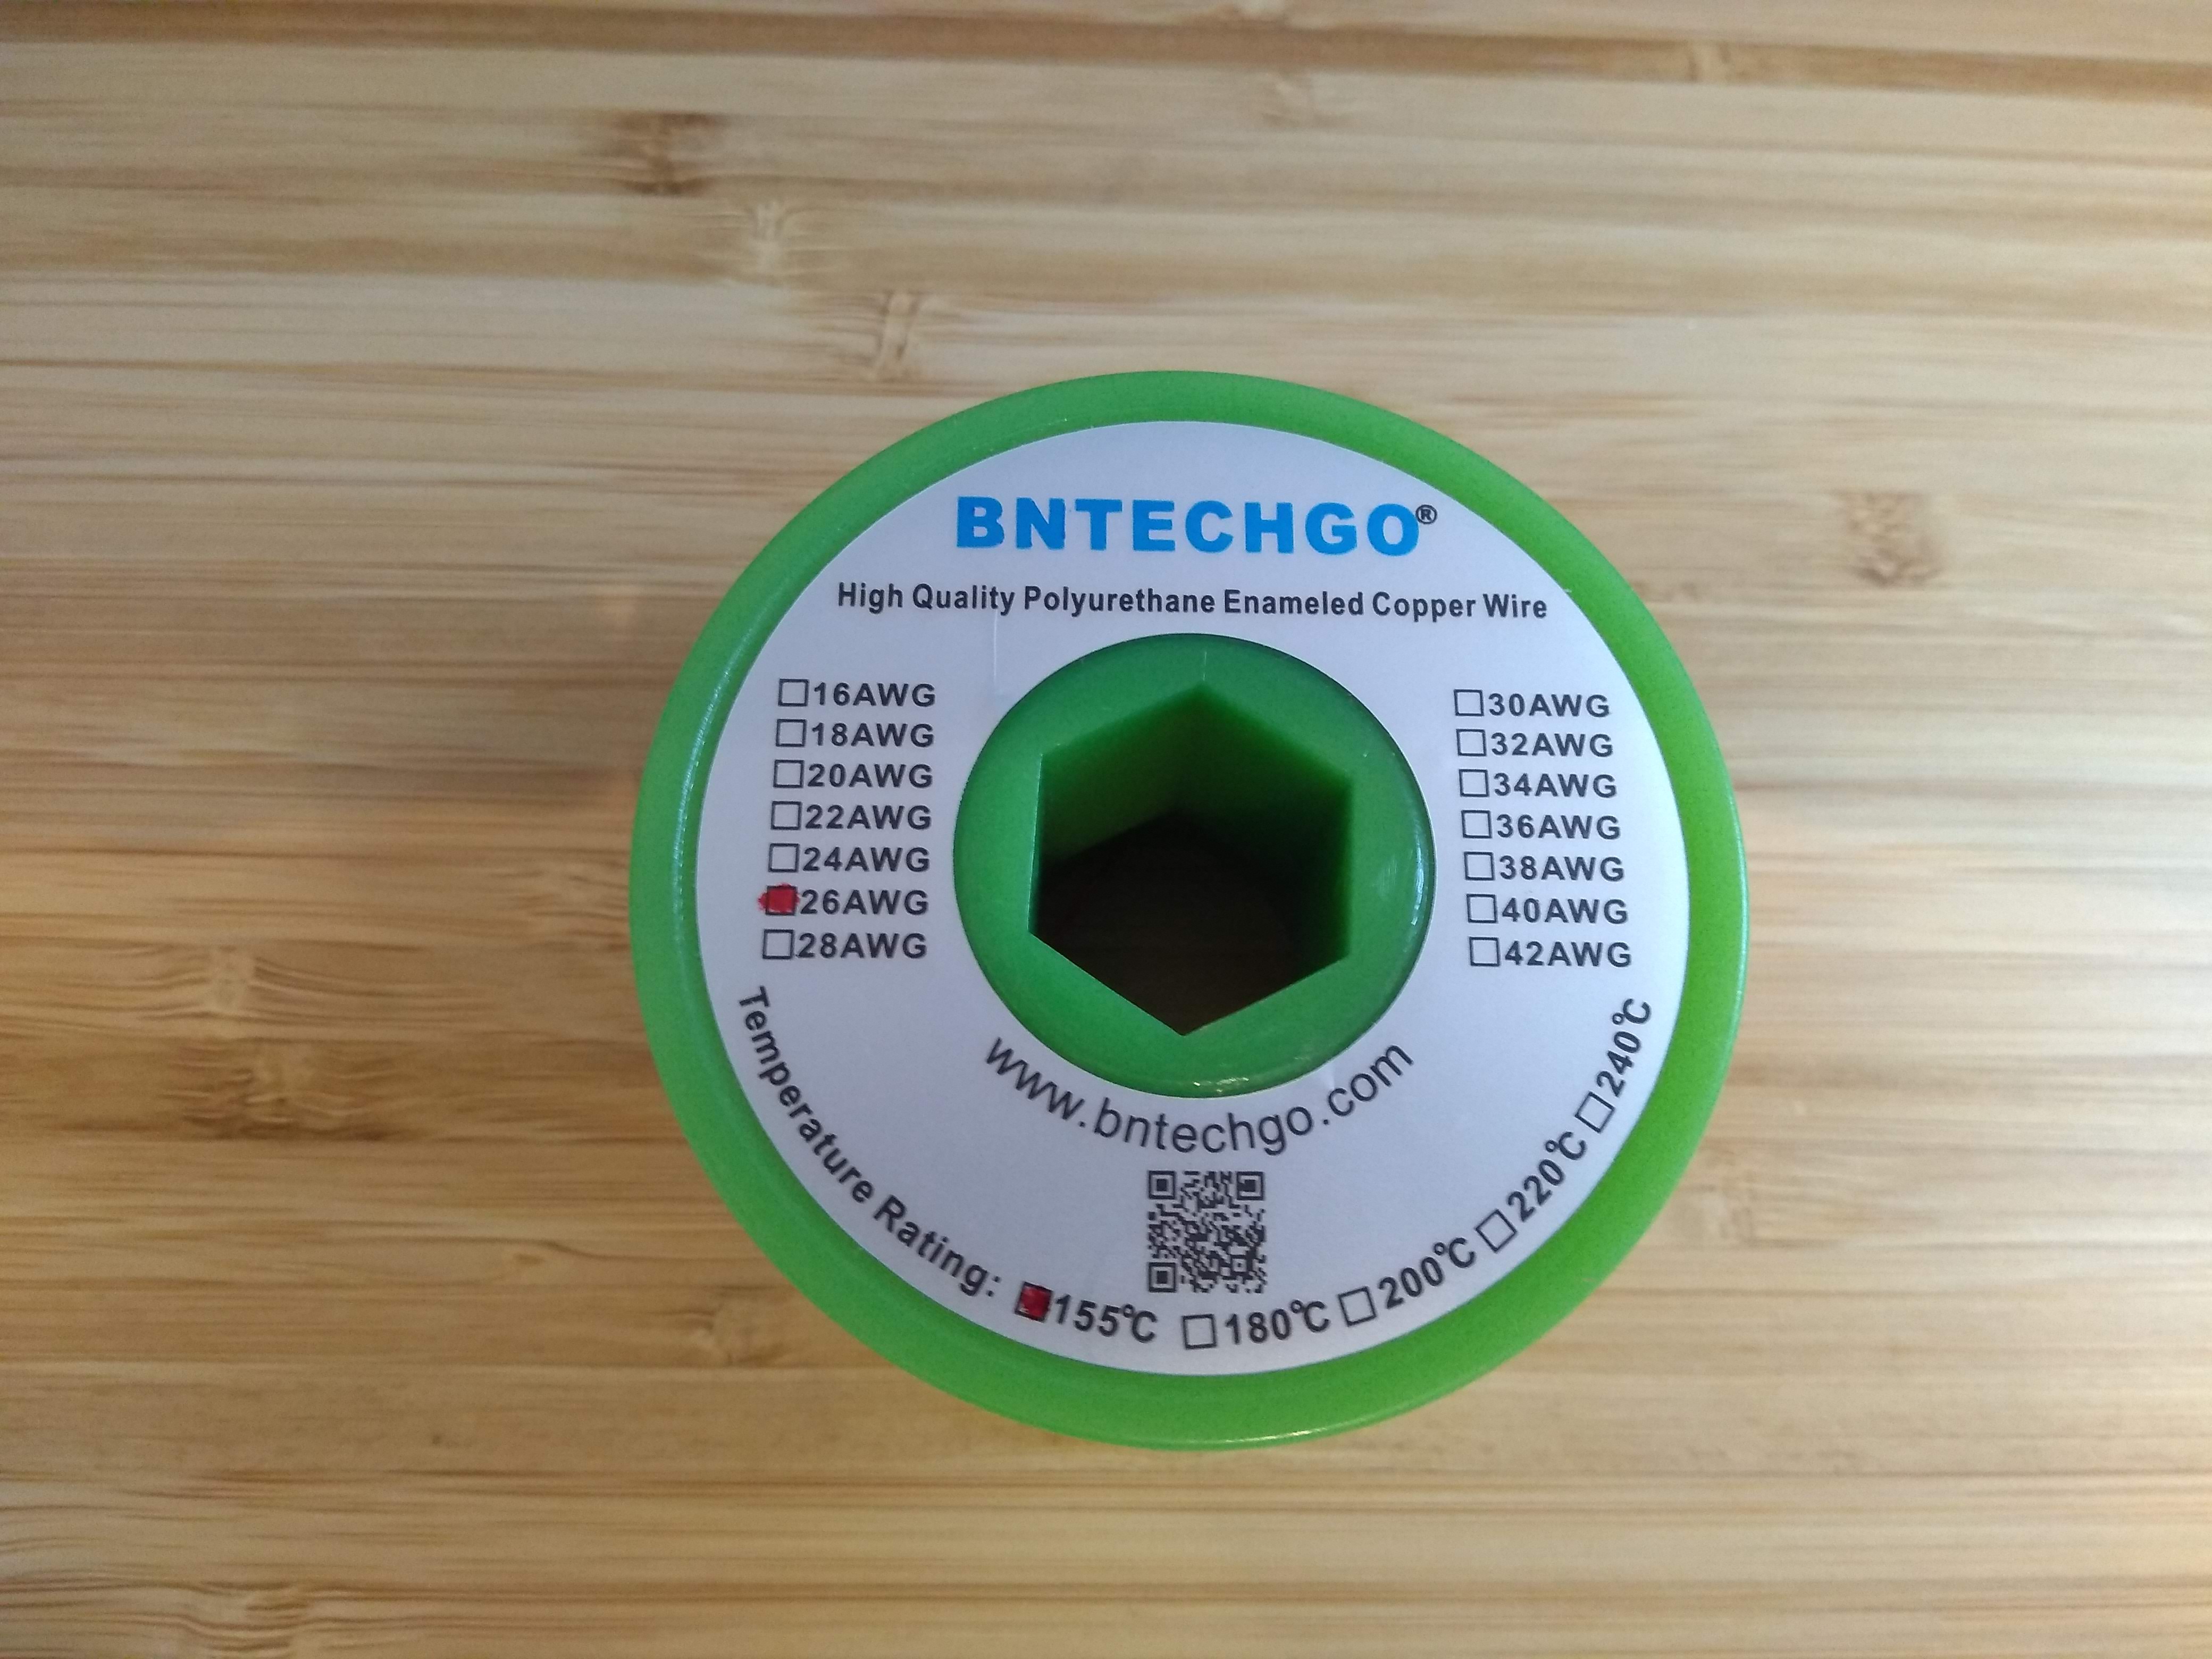 BNTECHGO®
High Quality Polyurethane Enameled Copper Wire
☐16AWG
☐18AWG
☐20AWG
☐22AWG
☐24AWG
■26AWG
☐28AWG
☐30AWG
☐32AWG
☐34AWG
☐36AWG
☐38AWG
☐40AWG
☐42AWG
www.bntechgo.com
Temperature Rating: ■155℃ ☐180℃ ☐200℃ ☐220℃ ☐240℃